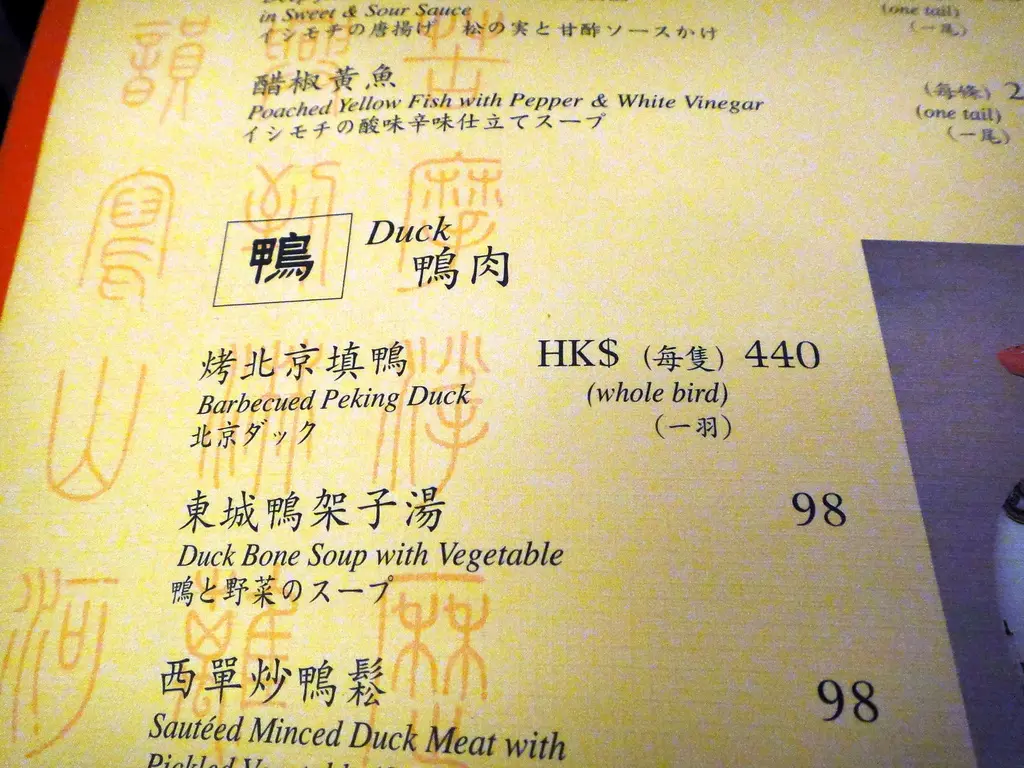 in Sweet & Sour Sauce
(one tail)
イシモチの唐揚げ 松の実と甘酢ソースかけ
(一尾)
醋椒黃魚
(每條) 2
Poached Yellow Fish with Pepper & White Vinegar
(one tail)
イシモチの酸味辛味仕立てスープ
(一尾)
鴨
Duck
鴨肉
烤北京填鴨
HK$ (每隻) 440
Barbecued Peking Duck
(whole bird)
北京ダック
(一羽)
東城鴨架子湯
98
Duck Bone Soup with Vegetable
鴨と野菜のスープ
西單炒鴨鬆
98
Sautéed Minced Duck Meat with
Pickled